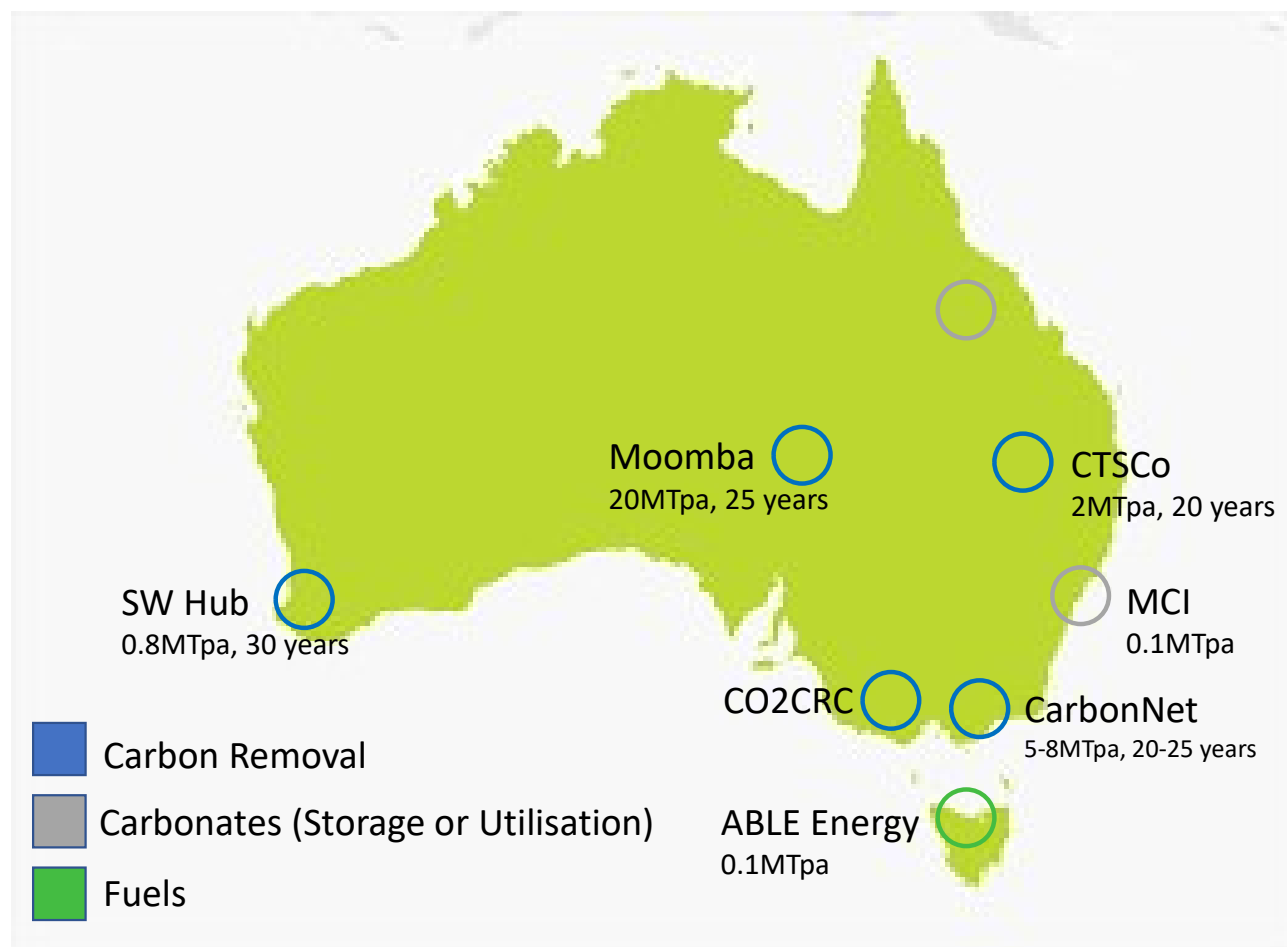 Moomba
20MTpa, 25 years
CTSCo
2MTpa, 20 years
SW Hub
0.8MTpa, 30 years
MCI
0.1MTpa
CO2CRC
CarbonNet
5-8MTpa, 20-25 years
ABLE Energy
0.1MTpa
Carbon Removal
Carbonates (Storage or Utilisation)
Fuels